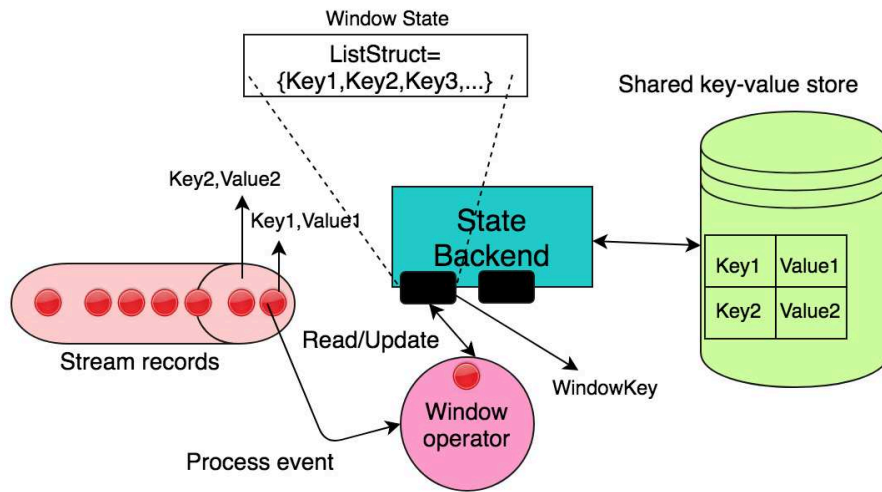 Window State
ListStruct=
{Key1,Key2,Key3,...}
Shared key-value store
Key2,Value2
Key1,Value1
State
Backend
Key1 Value1
Key2 Value2
Read/Update
Stream records
WindowKey
Window
operator
Process event